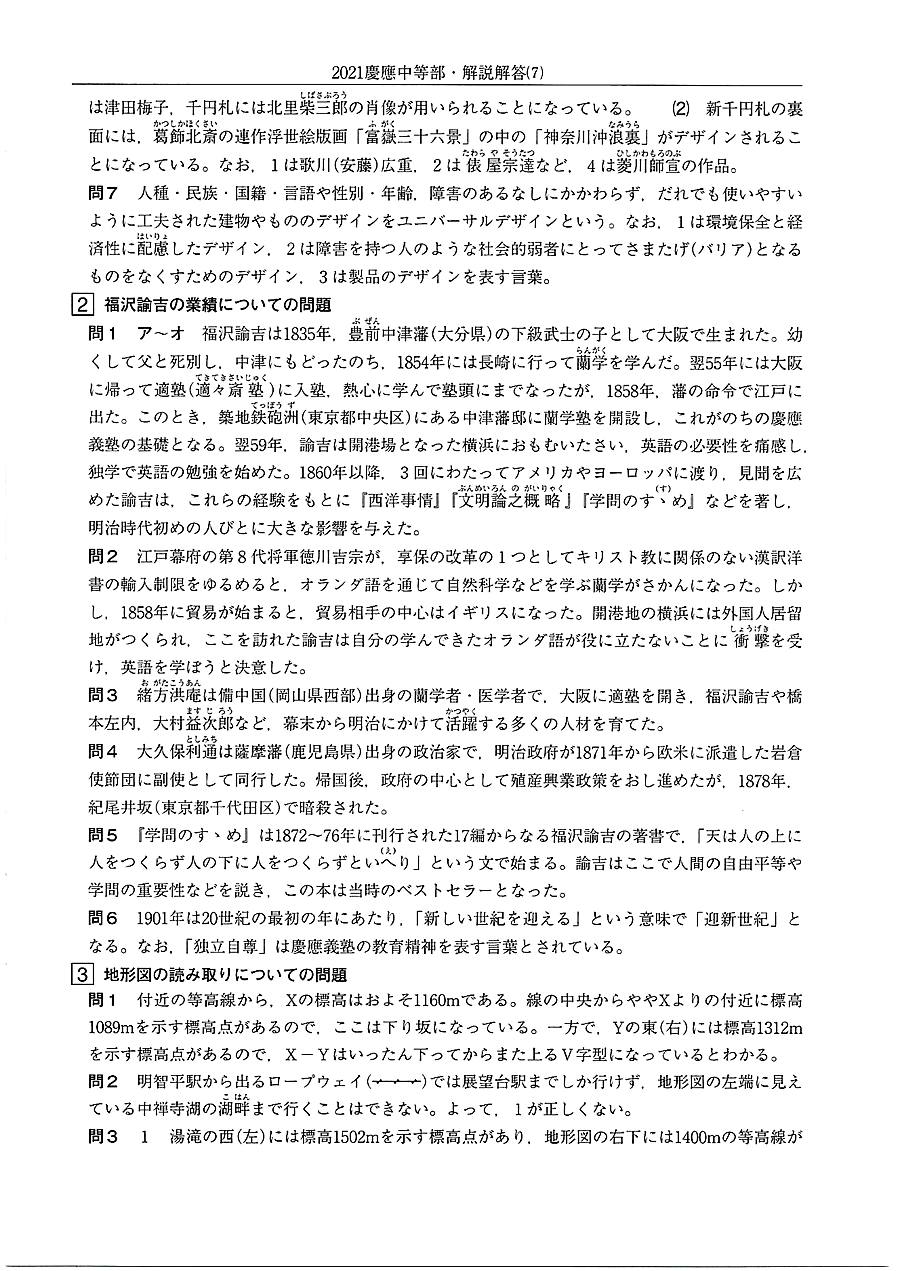 2021慶應中等部・解説解答(7)
は津田梅子，千円札には北里柴三郎の肖像が用いられることになっている。　(2)　新千円札の裏
面には，葛飾北斎の連作浮世絵版画「富嶽三十六景」の中の「神奈川沖浪裏」がデザインされるこ
とになっている。なお，1は歌川(安藤)広重，2は俵屋宗達など，4は菱川師宣の作品。
問7　人種・民族・国籍・言語や性別・年齢，障害のあるなしにかかわらず，だれでも使いやすい
ように工夫された建物やもののデザインをユニバーサルデザインという。なお，1は環境保全と経
済性に配慮したデザイン，2は障害を持つ人のような社会的弱者にとってさまたげ(バリア)となる
ものをなくすためのデザイン，3は製品のデザインを表す言葉。
2　福沢諭吉の業績についての問題
問1　ア～オ　福沢諭吉は1835年，豊前中津藩(大分県)の下級武士の子として大阪で生まれた。幼
くして父と死別し，中津にもどったのち，1854年には長崎に行って蘭学を学んだ。翌55年には大阪
に帰って適塾(適々斎塾)に入塾，熱心に学んで塾頭にまでなったが，1858年，藩の命令で江戸に
出た。このとき，築地鉄砲洲(東京都中央区)にある中津藩邸に蘭学塾を開設し，これがのちの慶應
義塾の基礎となる。翌59年，諭吉は開港場となった横浜におもむいたさい，英語の必要性を痛感し，
独学で英語の勉強を始めた。1860年以降，3回にわたってアメリカやヨーロッパに渡り，見聞を広
めた諭吉は，これらの経験をもとに『西洋事情』『文明論之概略』『学問のすゝめ』などを著し，
明治時代初めの人びとに大きな影響を与えた。
問2　江戸幕府の第8代将軍徳川吉宗が，享保の改革の1つとしてキリスト教に関係のない漢訳洋
書の輸入制限をゆるめると，オランダ語を通じて自然科学などを学ぶ蘭学がさかんになった。しか
し，1858年に貿易が始まると，貿易相手の中心はイギリスになった。開港地の横浜には外国人居留
地がつくられ，ここを訪れた諭吉は自分の学んできたオランダ語が役に立たないことに衝撃を受
け，英語を学ぼうと決意した。
問3　緒方洪庵は備中国(岡山県西部)出身の蘭学者・医学者で，大阪に適塾を開き，福沢諭吉や橋
本左内，大村益次郎など，幕末から明治にかけて活躍する多くの人材を育てた。
問4　大久保利通は薩摩藩(鹿児島県)出身の政治家で，明治政府が1871年から欧米に派遣した岩倉
使節団に副使として同行した。帰国後，政府の中心として殖産興業政策をおし進めたが，1878年，
紀尾井坂(東京都千代田区)で暗殺された。
問5　『学問のすゝめ』は1872～76年に刊行された17編からなる福沢諭吉の著書で，「天は人の上に
人をつくらず人の下に人をつくらずといへり」という文で始まる。諭吉はここで人間の自由平等や
学問の重要性などを説き，この本は当時のベストセラーとなった。
問6　1901年は20世紀の最初の年にあたり，「新しい世紀を迎える」という意味で「迎新世紀」と
なる。なお，「独立自尊」は慶應義塾の教育精神を表す言葉とされている。
3　地形図の読み取りについての問題
問1　付近の等高線から，Xの標高はおよそ1160mである。線の中央からややXよりの付近に標高
1089mを示す標高点があるので，ここは下り坂になっている。一方で，Yの東(右)には標高1312m
を示す標高点があるので，X－Yはいったん下ってからまた上るV字型になっているとわかる。
問2　明智平駅から出るロープウェイ()では展望台駅までしか行けず，地形図の左端に見え
ている中禅寺湖の湖畔まで行くことはできない。よって，1が正しくない。
問3　1　湯滝の西(左)には標高1502mを示す標高点があり，地形図の右下には1400mの等高線が